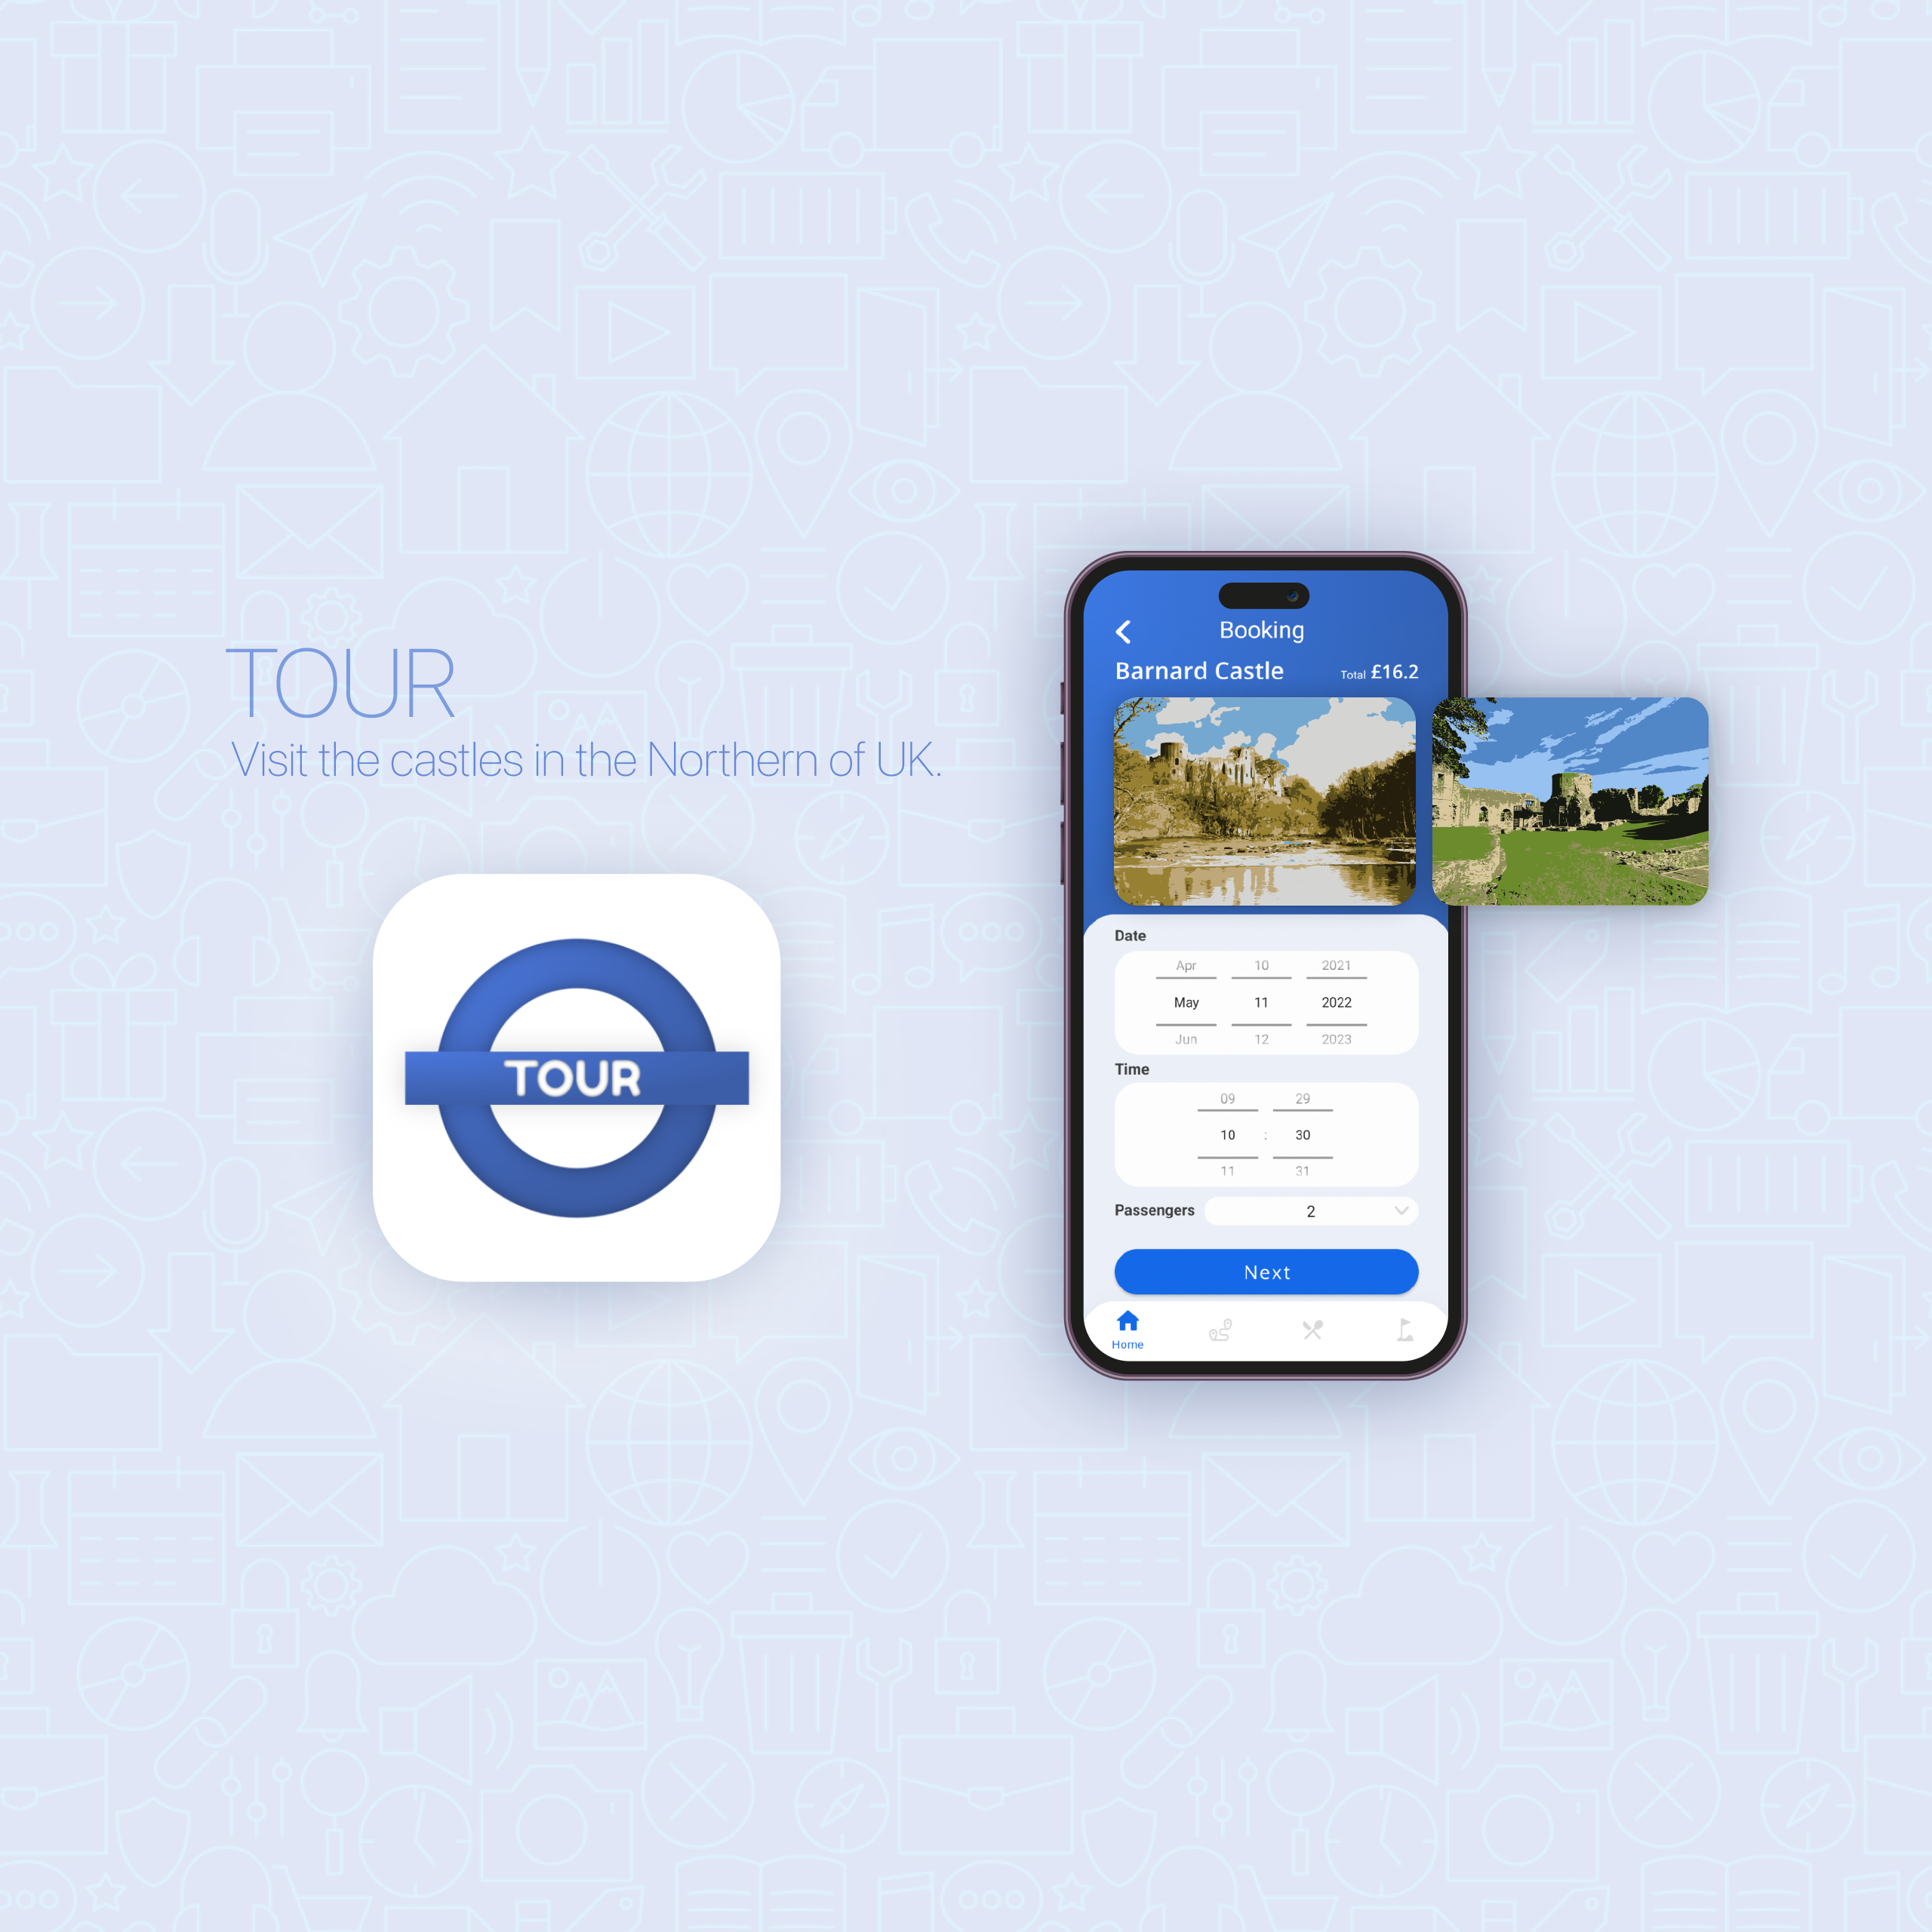 TOUR
Visit the castles in the Northern of UK.
TOUR
Booking
Barnard Castle Total £16.2
Date
Apr 10 2021
May 11 2022
Jun 12 2023
Time
09 29
10 : 30
11 31
Passengers 2
Next
Home